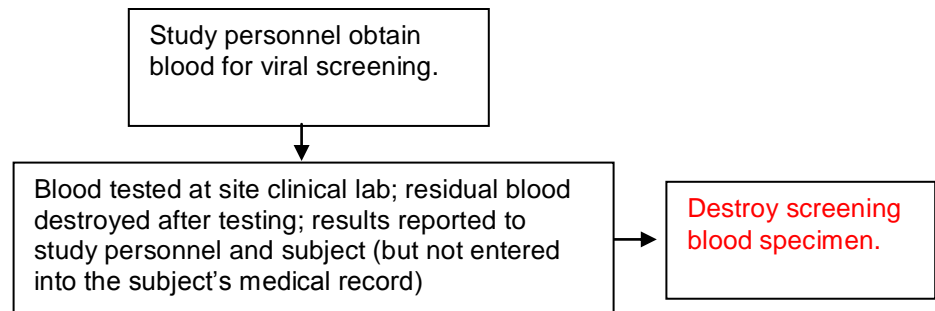 Study personnel obtain
blood for viral screening.
Blood tested at site clinical lab; residual blood
destroyed after testing; results reported to
study personnel and subject (but not entered
into the subject’s medical record)
Destroy screening
blood specimen.